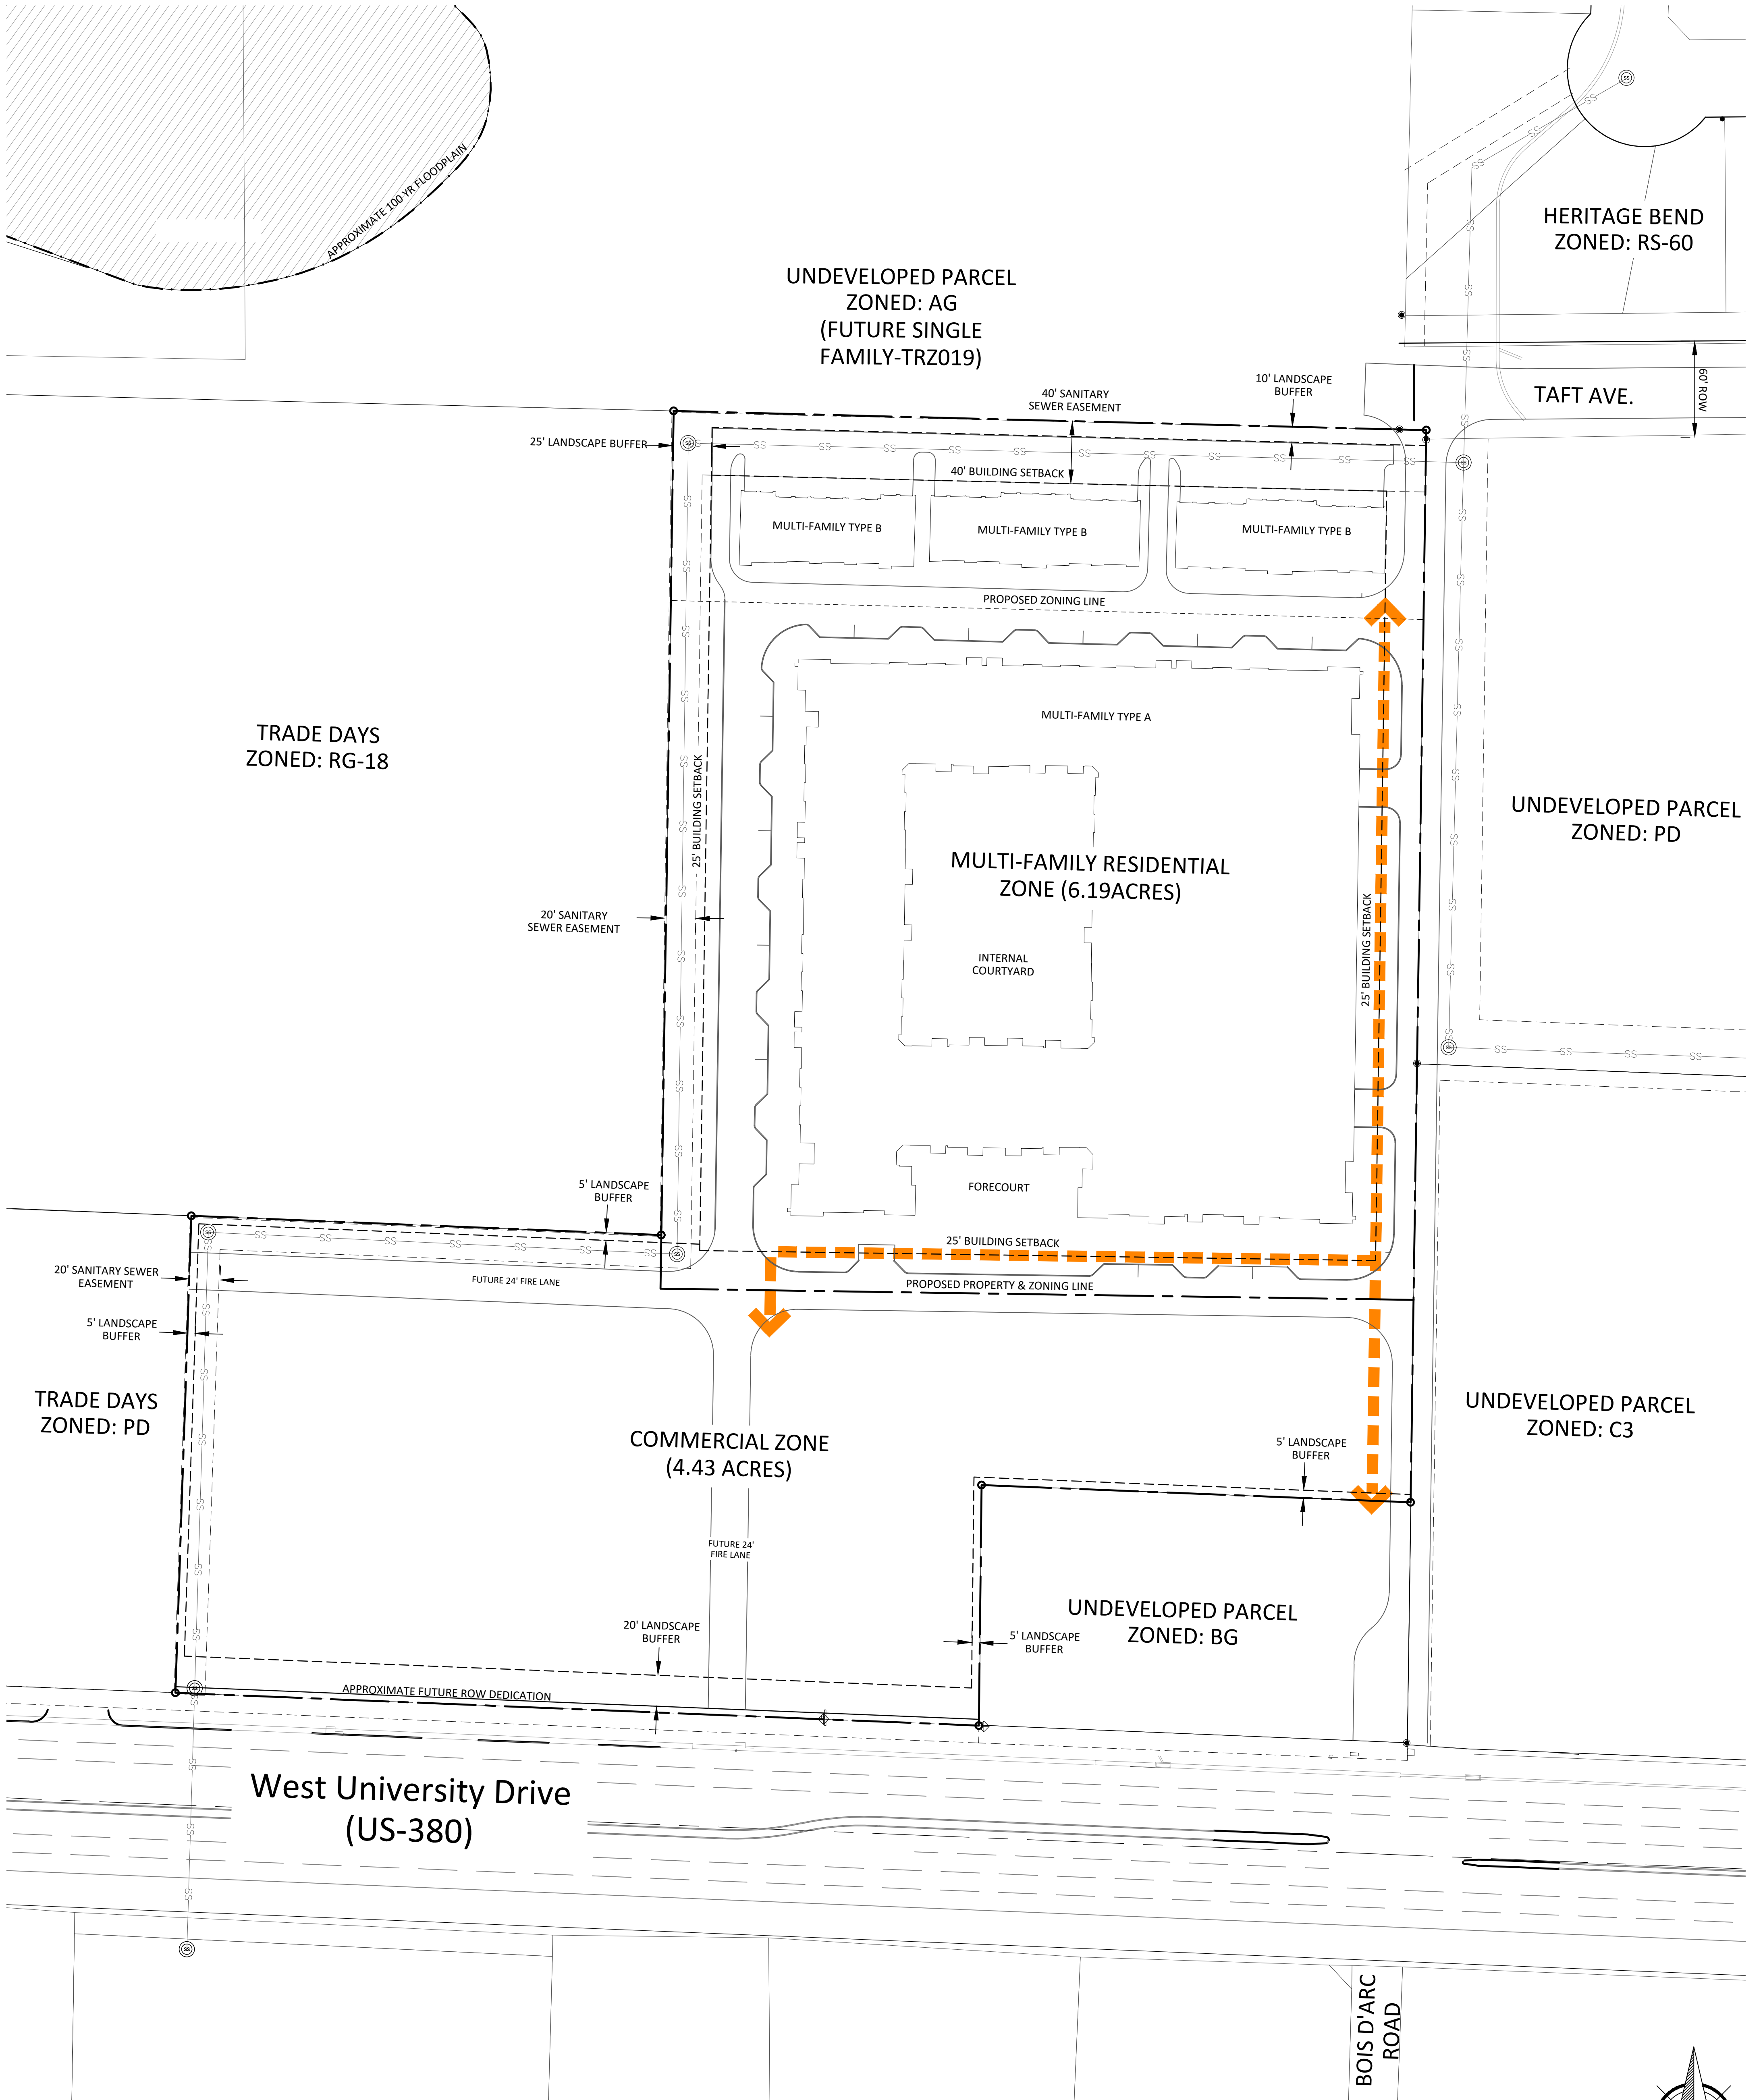 APPROXIMATE 100 YR FLOODPLAIN
HERITAGE BEND
ZONED: RS-60
UNDEVELOPED PARCEL
ZONED: AG
(FUTURE SINGLE
FAMILY-TRZ019)
TAFT AVE.
60' ROW
10' LANDSCAPE
BUFFER
40' SANITARY
SEWER EASEMENT
25' LANDSCAPE BUFFER
40' BUILDING SETBACK
MULTI-FAMILY TYPE B
MULTI-FAMILY TYPE B
MULTI-FAMILY TYPE B
PROPOSED ZONING LINE
MULTI-FAMILY TYPE A
TRADE DAYS
ZONED: RG-18
25' BUILDING SETBACK
UNDEVELOPED PARCEL
ZONED: PD
MULTI-FAMILY RESIDENTIAL
ZONE (6.19ACRES)
20' SANITARY
SEWER EASEMENT
25' BUILDING SETBACK
INTERNAL
COURTYARD
5' LANDSCAPE
BUFFER
FORECOURT
25' BUILDING SETBACK
20' SANITARY SEWER
EASEMENT
FUTURE 24' FIRE LANE
PROPOSED PROPERTY & ZONING LINE
5' LANDSCAPE
BUFFER
TRADE DAYS
ZONED: PD
COMMERCIAL ZONE
(4.43 ACRES)
5' LANDSCAPE
BUFFER
UNDEVELOPED PARCEL
ZONED: C3
FUTURE 24'
FIRE LANE
UNDEVELOPED PARCEL
ZONED: BG
20' LANDSCAPE
BUFFER
5' LANDSCAPE
BUFFER
APPROXIMATE FUTURE ROW DEDICATION
West University Drive
(US-380)
BOIS D'ARC
ROAD
SS